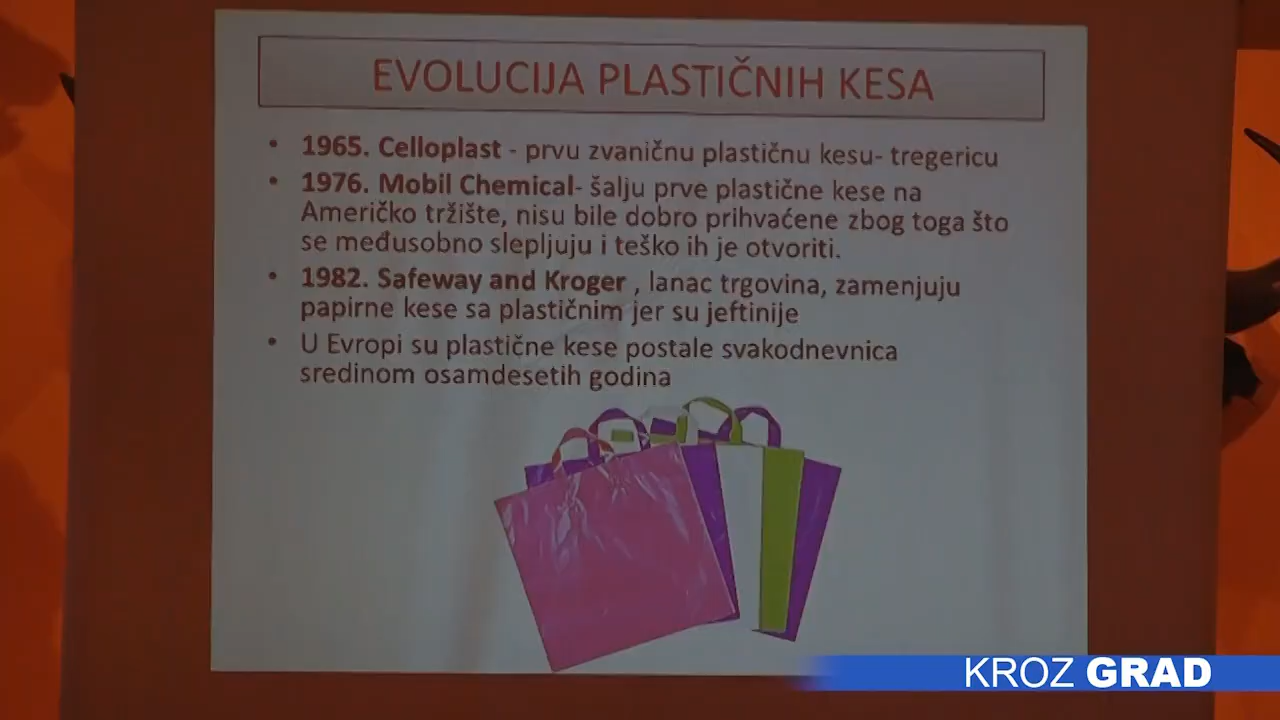 EVOLUCIJA PLASTIČNIH KESA
• 1965. Celloplast - prvu zvaničnu plastičnu kesu- tregericu
• 1976. Mobil Chemical- šalju prve plastične kese na
Američko tržište, nisu bile dobro prihvaćene zbog toga što
se međusobno slepljuju i teško ih je otvoriti.
• 1982. Safeway and Kroger , lanac trgovina, zamenjuju
papirne kese sa plastičnim jer su jeftinije
• U Evropi su plastične kese postale svakodnevnica
sredinom osamdesetih godina
KROZ GRAD